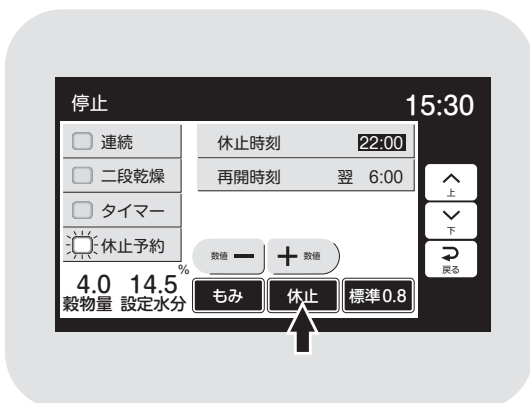 停止 15:30
連続
二段乾燥
タイマー
休止予約
休止時刻 22:00
再開時刻 翌 6:00
数値 ー
＋ 数値
上
下
戻る
4.0 14.5%
穀物量 設定水分
もみ
休止
標準0.8